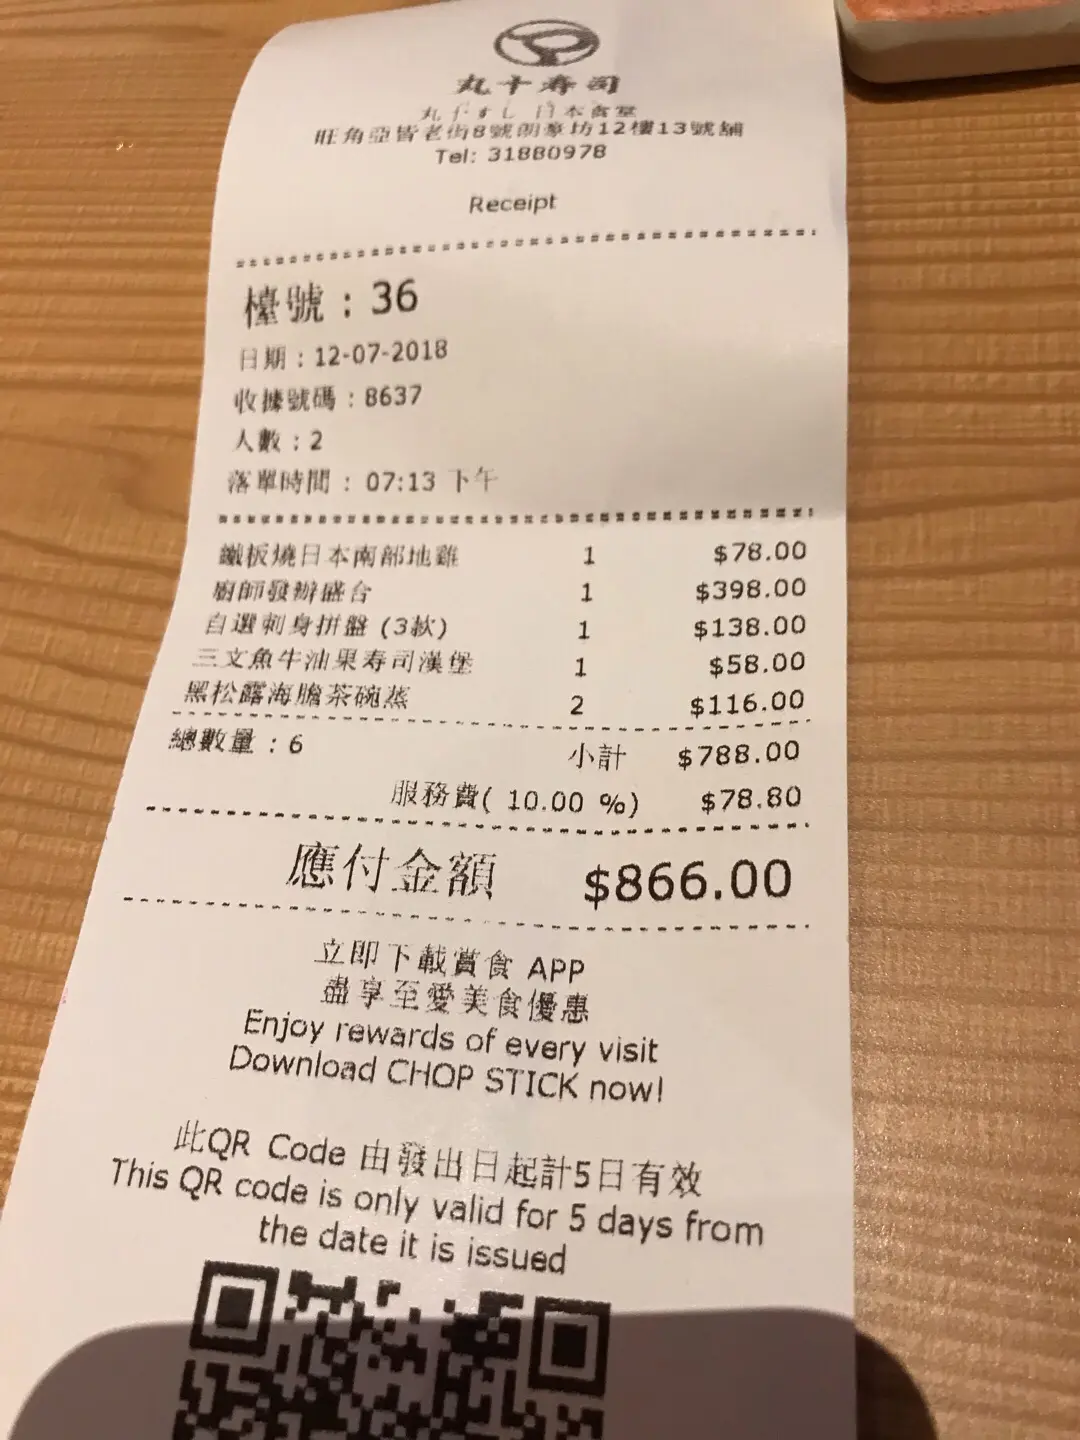 丸十寿司
丸十すし 日本食堂
旺角亞皆老街8號朗豪坊12樓13號舖
Tel: 31880978
Receipt
檯號 : 36
日期 : 12-07-2018
收據號碼 : 8637
人數 : 2
落單時間 : 07:13 下午
鐵板燒日本南部地雞 1 $78.00
廚師發辦盛合 1 $398.00
自選刺身拼盤 (3款) 1 $138.00
三文魚牛油果寿司漢堡 1 $58.00
黑松露海膽茶碗蒸 2 $116.00
總數量 : 6 小計 $788.00
服務費( 10.00 %) $78.80
應付金額 $866.00
立即下載賞食 APP
盡享至愛美食優惠
Enjoy rewards of every visit
Download CHOP STICK now!
此QR Code 由發出日起計5日有效
This QR code is only valid for 5 days from
the date it is issued